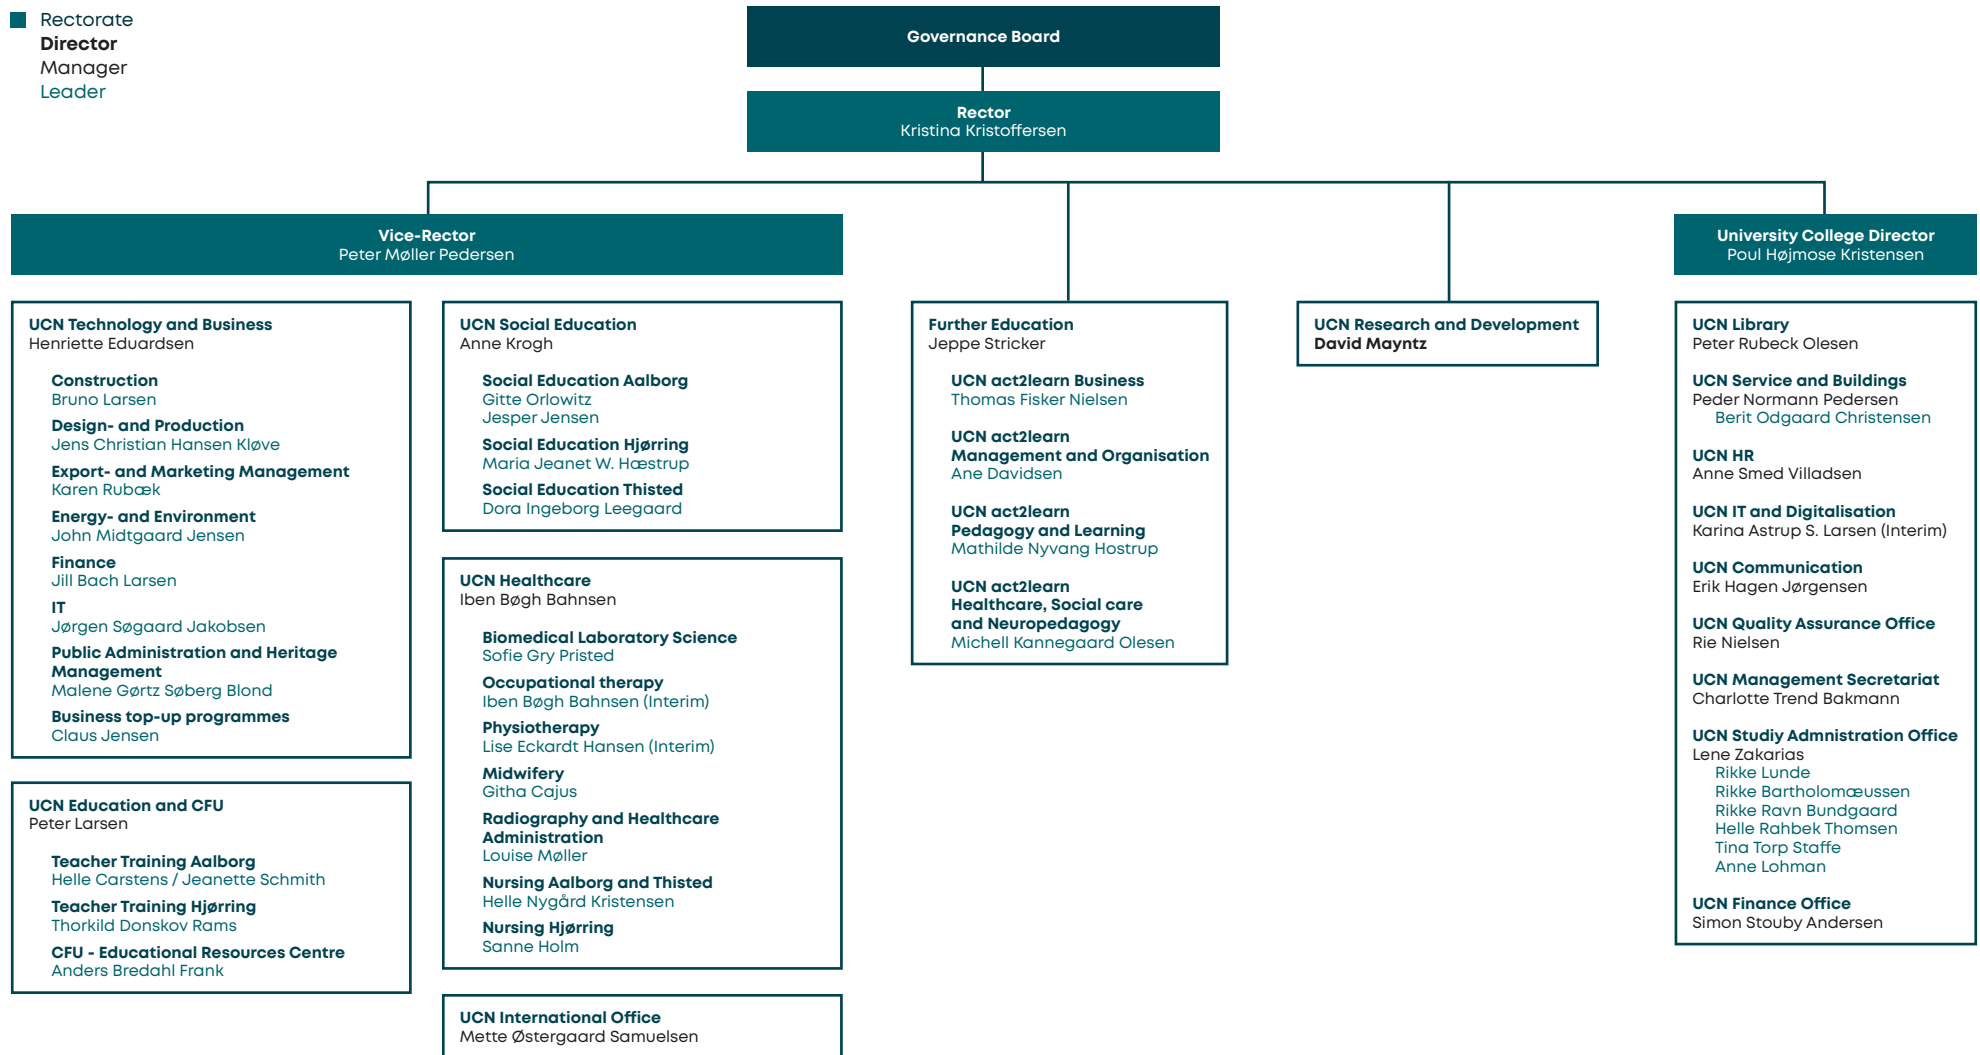 Rectorate
Director
Manager
Leader
Governance Board
Rector
Kristina Kristoffersen
Vice-Rector
Peter Møller Pedersen
University College Director
Poul Højmose Kristensen
UCN Technology and Business
Henriette Eduardsen
Construction
Bruno Larsen
Design- and Production
Jens Christian Hansen Kløve
Export- and Marketing Management
Karen Rubæk
Energy- and Environment
John Midtgaard Jensen
Finance
Jill Bach Larsen
IT
Jørgen Søgaard Jakobsen
Public Administration and Heritage
Management
Malene Gørtz Søberg Blond
Business top-up programmes
Claus Jensen
UCN Education and CFU
Peter Larsen
Teacher Training Aalborg
Helle Carstens / Jeanette Schmith
Teacher Training Hjørring
Thorkild Donskov Rams
CFU - Educational Resources Centre
Anders Bredahl Frank
UCN Social Education
Anne Krogh
Social Education Aalborg
Gitte Orlowitz
Jesper Jensen
Social Education Hjørring
Maria Jeanet W. Hæstrup
Social Education Thisted
Dora Ingeborg Leegaard
UCN Healthcare
Iben Bøgh Bahnsen
Biomedical Laboratory Science
Sofie Gry Pristed
Occupational therapy
Iben Bøgh Bahnsen (Interim)
Physiotherapy
Lise Eckardt Hansen (Interim)
Midwifery
Githa Cajus
Radiography and Healthcare
Administration
Louise Møller
Nursing Aalborg and Thisted
Helle Nygård Kristensen
Nursing Hjørring
Sanne Holm
UCN International Office
Mette Østergaard Samuelsen
Further Education
Jeppe Stricker
UCN act2learn Business
Thomas Fisker Nielsen
UCN act2learn
Management and Organisation
Ane Davidsen
UCN act2learn
Pedagogy and Learning
Mathilde Nyvang Hostrup
UCN act2learn
Healthcare, Social care
and Neuropedagogy
Michell Kannegaard Olesen
UCN Research and Development
David Mayntz
UCN Library
Peter Rubeck Olesen
UCN Service and Buildings
Peder Normann Pedersen
Berit Odgaard Christensen
UCN HR
Anne Smed Villadsen
UCN IT and Digitalisation
Karina Astrup S. Larsen (Interim)
UCN Communication
Erik Hagen Jørgensen
UCN Quality Assurance Office
Rie Nielsen
UCN Management Secretariat
Charlotte Trend Bakmann
UCN Studiy Admnistration Office
Lene Zakarias
Rikke Lunde
Rikke Bartholomæussen
Rikke Ravn Bundgaard
Helle Rahbek Thomsen
Tina Torp Staffe
Anne Lohman
UCN Finance Office
Simon Stouby Andersen